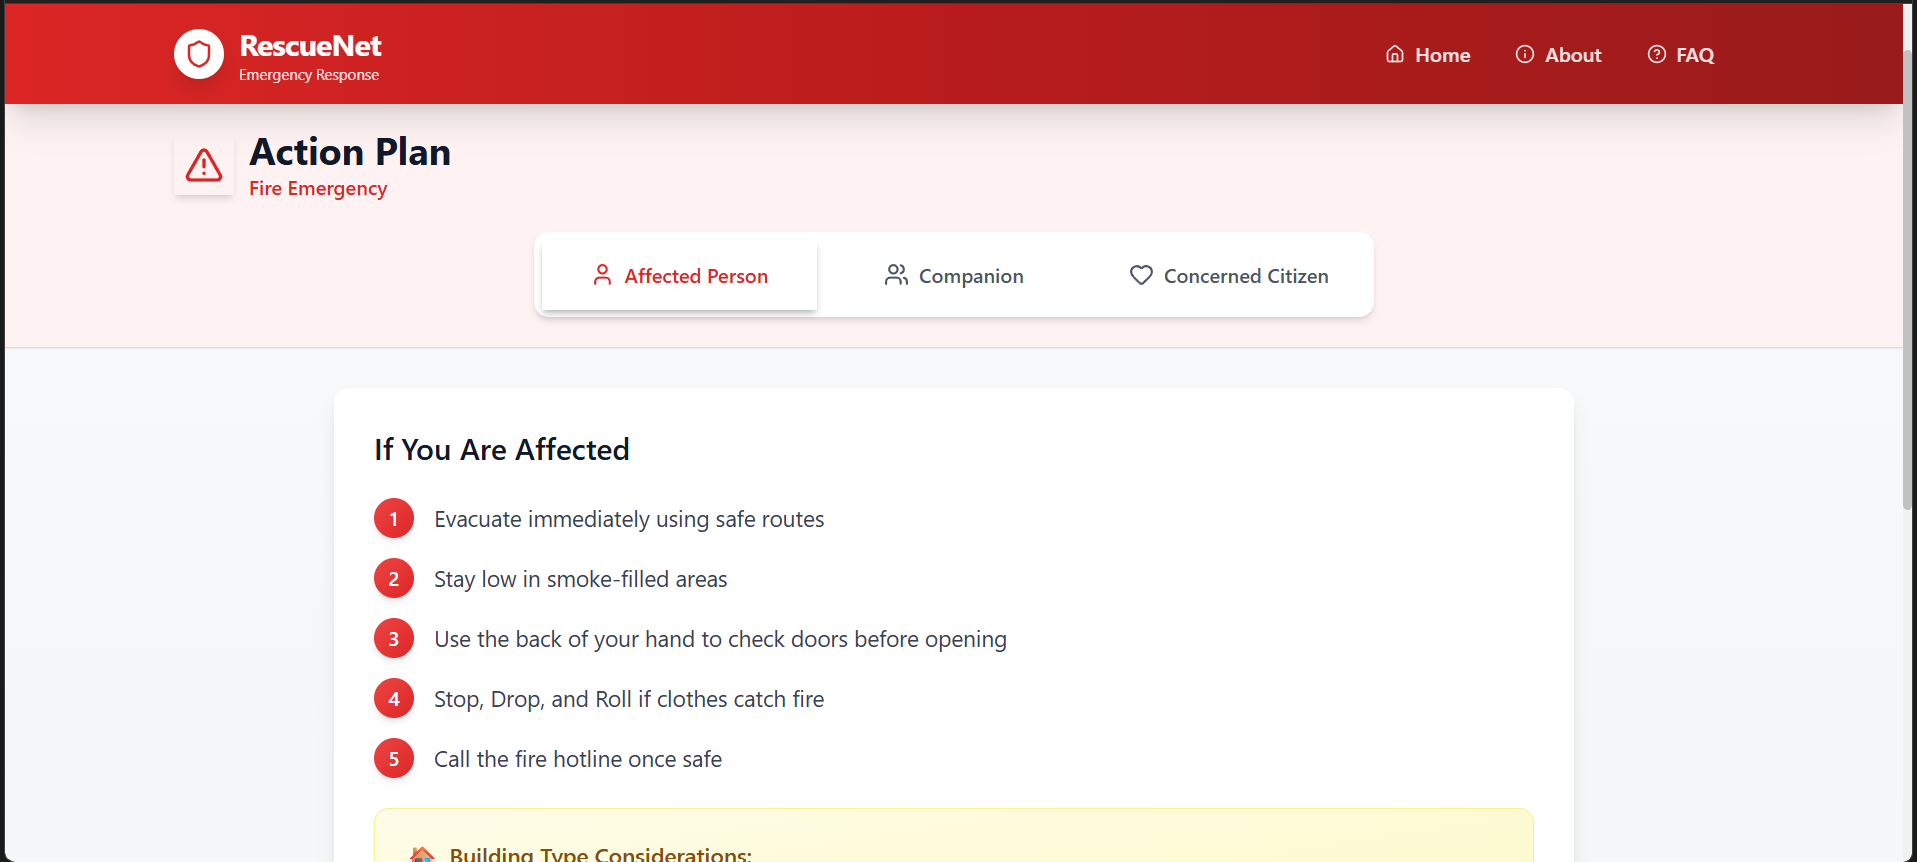 RescueNet
Emergency Response
Home
About
FAQ
Action Plan
Fire Emergency
Affected Person
Companion
Concerned Citizen
If You Are Affected
1 Evacuate immediately using safe routes
2 Stay low in smoke-filled areas
3 Use the back of your hand to check doors before opening
4 Stop, Drop, and Roll if clothes catch fire
5 Call the fire hotline once safe
Building Type Considerations: